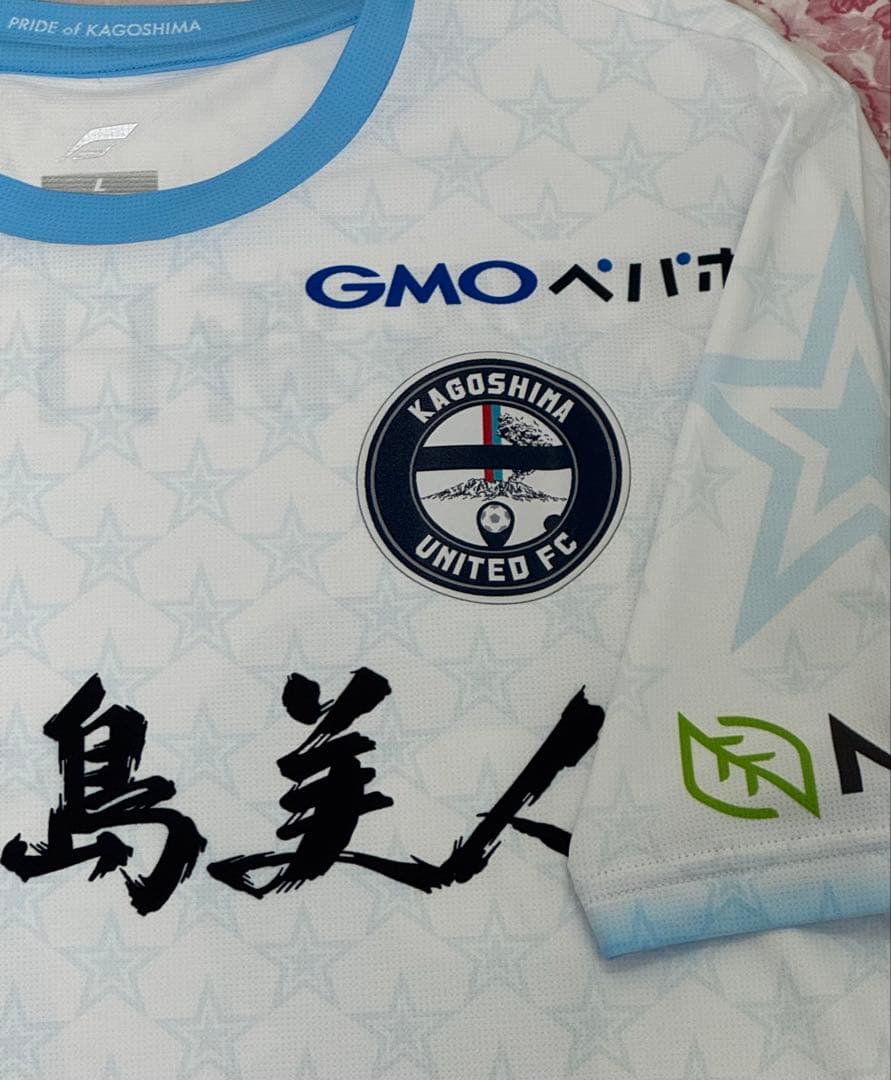 PRIDE of KAGOSHIMA
L
GMOペパボ
KAGOSHIMA
UNITED FC
島美人
N